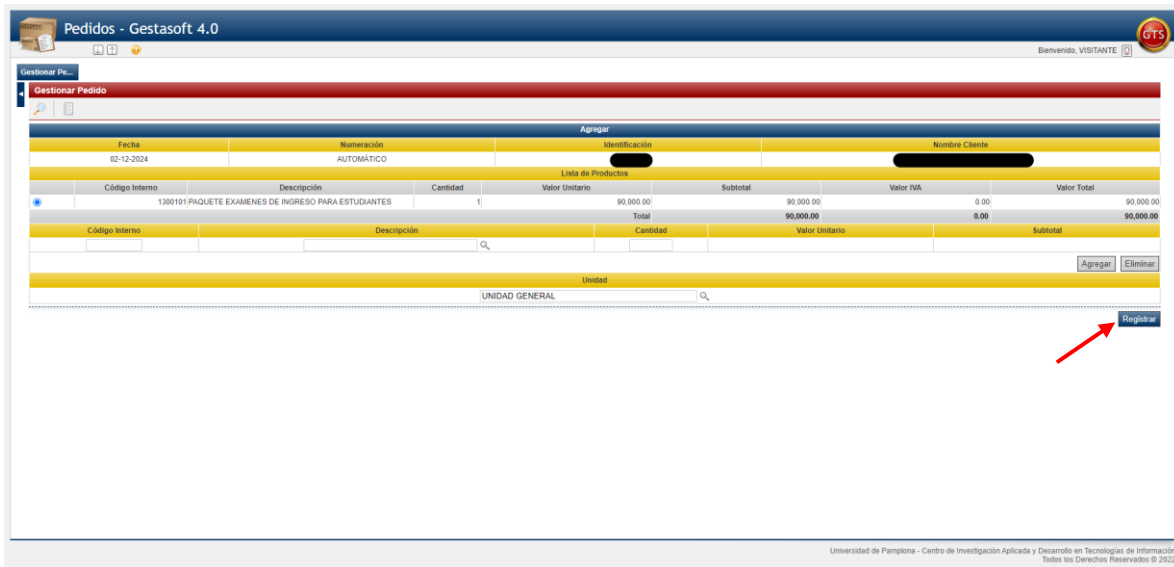 Pedidos - Gestasoft 4.0
GTS
Bienvenido, VISITANTE
Gestionar Pe...
Gestionar Pedido
Agregar
Fecha Numeración Identificación Nombre Cliente
02-12-2024 AUTOMÁTICO
Lista de Productos
Código Interno Descripción Cantidad Valor Unitario Subtotal Valor IVA Valor Total
1300101 PAQUETE EXAMENES DE INGRESO PARA ESTUDIANTES 1 90,000.00 90,000.00 0.00 90,000.00
Total 90,000.00 0.00 90,000.00
Código Interno Descripción Cantidad Valor Unitario Subtotal
Agregar Eliminar
Unidad
UNIDAD GENERAL
Registrar
Universidad de Pamplona - Centro de Investigación Aplicada y Desarrollo en Tecnologías de Información
Todos los Derechos Reservados © 2022